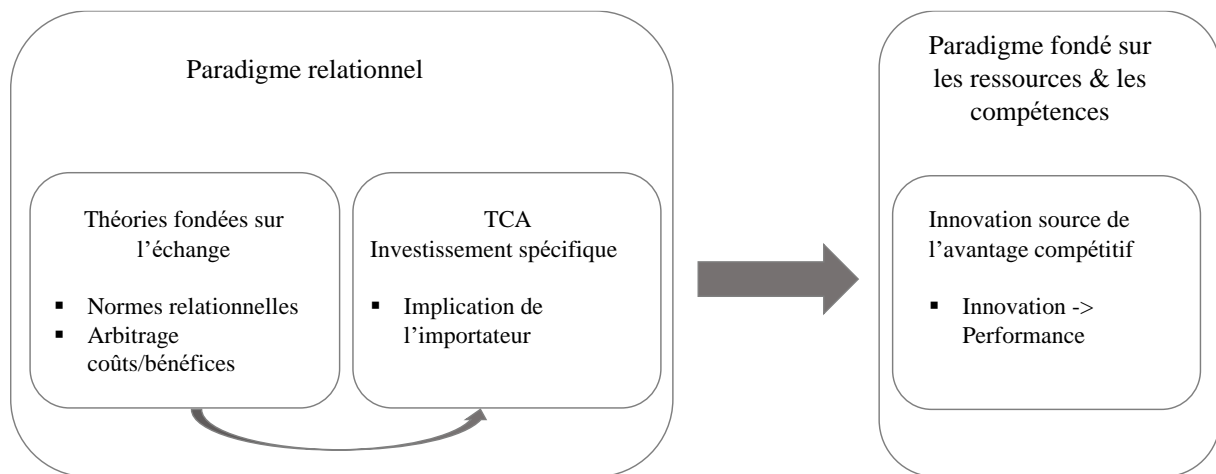 Paradigme relationnel
Théories fondées sur
l’échange
▪ Normes relationnelles
▪ Arbitrage
coûts/bénéfices
TCA
Investissement spécifique
▪ Implication de
l’importateur
Paradigme fondé sur
les ressources & les
compétences
Innovation source de
l’avantage compétitif
▪ Innovation ->
Performance